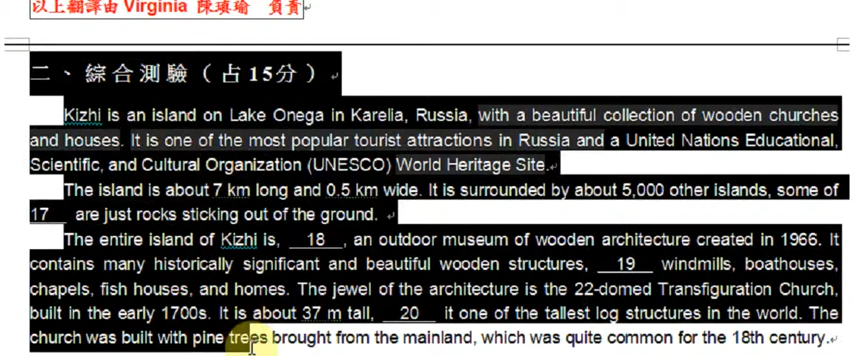 以上翻譯由 Virginia 陳瑱瑜 負責
二、綜合測驗（占15分）
Kizhi is an island on Lake Onega in Karelia, Russia, with a beautiful collection of wooden churches
and houses. It is one of the most popular tourist attractions in Russia and a United Nations Educational,
Scientific, and Cultural Organization (UNESCO) World Heritage Site.
The island is about 7 km long and 0.5 km wide. It is surrounded by about 5,000 other islands, some of
17 are just rocks sticking out of the ground.
The entire island of Kizhi is, 18 , an outdoor museum of wooden architecture created in 1966. It
contains many historically significant and beautiful wooden structures, 19 windmills, boathouses,
chapels, fish houses, and homes. The jewel of the architecture is the 22-domed Transfiguration Church,
built in the early 1700s. It is about 37 m tall, 20 it one of the tallest log structures in the world. The
church was built with pine trees brought from the mainland, which was quite common for the 18th century.